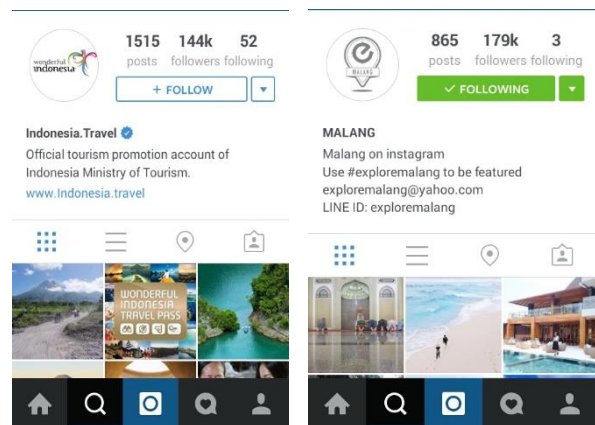 wonderful
indonesia
1515 144k 52
posts followers following
+ FOLLOW
Indonesia.Travel
Official tourism promotion account of
Indonesia Ministry of Tourism.
www.Indonesia.travel
WONDERFUL
INDONESIA
TRAVEL PASS
MALANG
865 179k 3
posts followers following
✓ FOLLOWING
MALANG
Malang on instagram
Use #exploremalang to be featured
exploremalang@yahoo.com
LINE ID: exploremalang